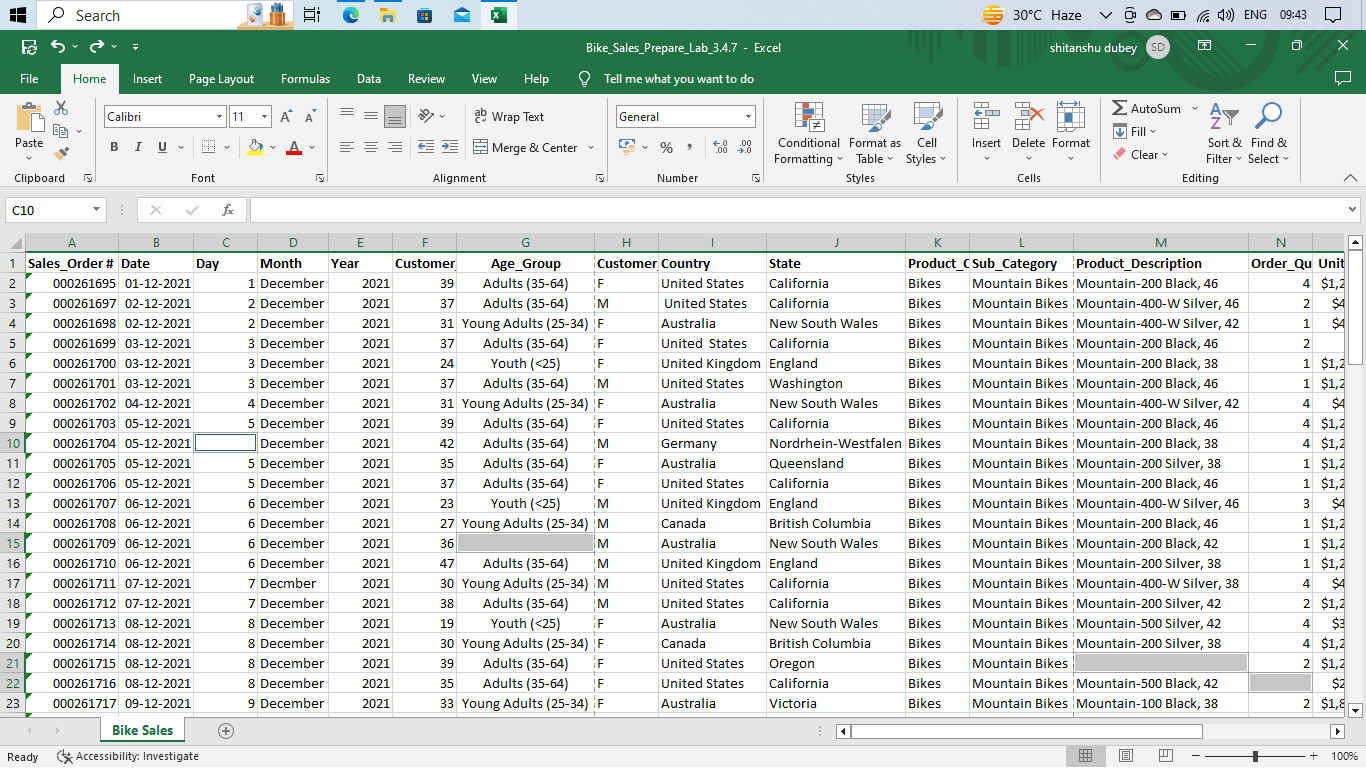 Search
30°C Haze ENG 09:43
Bike_Sales_Prepare_Lab_3.4.7 - Excel
shitanshu dubey SD
File Home Insert Page Layout Formulas Data Review View Help Tell me what you want to do
Paste Calibri 11 Wrap Text General Conditional Formatting Format as Table Cell Styles Insert Delete Format AutoSum Sort & Filter Find & Select
B I U A Merge & Center % , Fill Clear
Clipboard Font Alignment Number Styles Cells Editing
C10 fx
A B C D E F G H I J K L M N
1 Sales_Order # Date Day Month Year Customer Age_Group Customer Country State Product_C Sub_Category Product_Description Order_Qu Unit
2 000261695 01-12-2021 1 December 2021 39 Adults (35-64) F United States California Bikes Mountain Bikes Mountain-200 Black, 46 4 $1,2
3 000261697 02-12-2021 2 December 2021 37 Adults (35-64) M United States California Bikes Mountain Bikes Mountain-400-W Silver, 46 2 $4
4 000261698 02-12-2021 2 December 2021 31 Young Adults (25-34) F Australia New South Wales Bikes Mountain Bikes Mountain-400-W Silver, 42 1 $4
5 000261699 03-12-2021 3 December 2021 37 Adults (35-64) F United  States California Bikes Mountain Bikes Mountain-200 Black, 46 2
6 000261700 03-12-2021 3 December 2021 24 Youth (<25) F United Kingdom England Bikes Mountain Bikes Mountain-200 Black, 38 1 $1,2
7 000261701 03-12-2021 3 December 2021 37 Adults (35-64) M United States Washington Bikes Mountain Bikes Mountain-200 Black, 46 1 $1,2
8 000261702 04-12-2021 4 December 2021 31 Young Adults (25-34) F Australia New South Wales Bikes Mountain Bikes Mountain-400-W Silver, 42 4 $4
9 000261703 05-12-2021 5 December 2021 39 Adults (35-64) F United States California Bikes Mountain Bikes Mountain-200 Black, 46 4 $1,2
10 000261704 05-12-2021 December 2021 42 Adults (35-64) M Germany Nordrhein-Westfalen Bikes Mountain Bikes Mountain-200 Black, 38 4 $1,2
11 000261705 05-12-2021 5 December 2021 35 Adults (35-64) F Australia Queensland Bikes Mountain Bikes Mountain-200 Silver, 38 1 $1,2
12 000261706 05-12-2021 5 December 2021 37 Adults (35-64) F United States California Bikes Mountain Bikes Mountain-200 Black, 46 1 $1,2
13 000261707 06-12-2021 6 December 2021 23 Youth (<25) M United Kingdom England Bikes Mountain Bikes Mountain-400-W Silver, 46 3 $4
14 000261708 06-12-2021 6 December 2021 27 Young Adults (25-34) M Canada British Columbia Bikes Mountain Bikes Mountain-200 Black, 46 1 $1,2
15 000261709 06-12-2021 6 December 2021 36 M Australia New South Wales Bikes Mountain Bikes Mountain-200 Black, 42 1 $1,2
16 000261710 06-12-2021 6 December 2021 47 Adults (35-64) M United Kingdom England Bikes Mountain Bikes Mountain-200 Silver, 38 1 $1,2
17 000261711 07-12-2021 7 Decmber 2021 30 Young Adults (25-34) M United States California Bikes Mountain Bikes Mountain-400-W Silver, 38 4 $4
18 000261712 07-12-2021 7 December 2021 38 Adults (35-64) M United States California Bikes Mountain Bikes Mountain-200 Silver, 42 2 $1,2
19 000261713 08-12-2021 8 December 2021 19 Youth (<25) F Australia New South Wales Bikes Mountain Bikes Mountain-500 Silver, 42 4 $3
20 000261714 08-12-2021 8 December 2021 30 Young Adults (25-34) F Canada British Columbia Bikes Mountain Bikes Mountain-200 Silver, 38 4 $1,2
21 000261715 08-12-2021 8 December 2021 39 Adults (35-64) F United States Oregon Bikes Mountain Bikes 2 $1,2
22 000261716 08-12-2021 8 December 2021 35 Adults (35-64) F United States California Bikes Mountain Bikes Mountain-500 Black, 42 $2
23 000261717 09-12-2021 9 December 2021 33 Young Adults (25-34) F Australia Victoria Bikes Mountain Bikes Mountain-100 Black, 38 2 $1,8
Bike Sales
Ready Accessibility: Investigate 100%